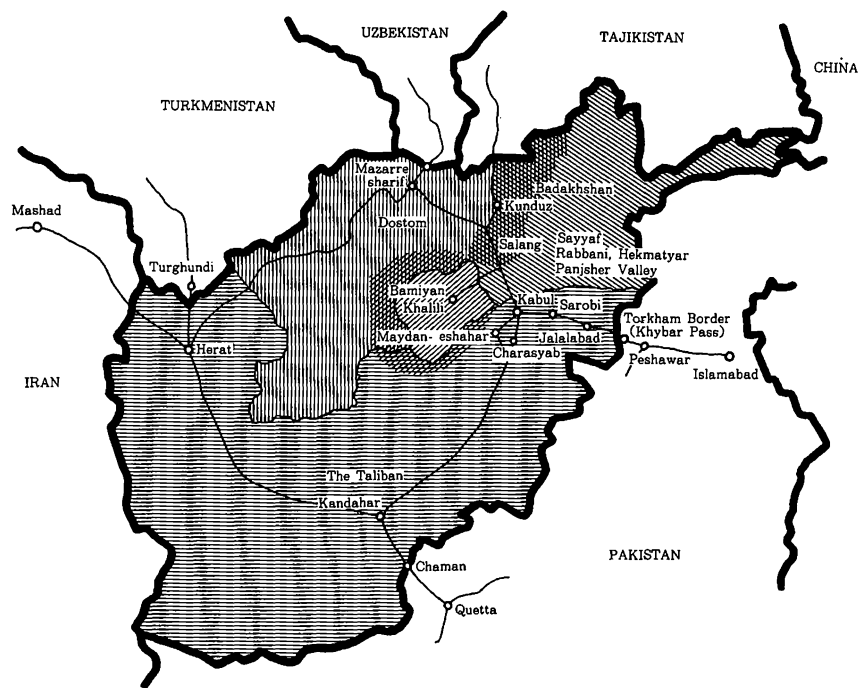 UZBEKISTAN
TAJIKISTAN
CHINA
TURKMENISTAN
Mazarre
sharif
Badakhshan
Kunduz
Mashad
Dostom
Salang
Sayyaf
Rabbani, Hekmatyar
Panjsher Valley
Turghundi
Bamiyan
Khalili
Kabul
Sarobi
Torkham Border
(Khybar Pass)
Maydan- eshahar
Jalalabad
Herat
Charasyab
Peshawar
Islamabad
IRAN
The Taliban
Kandahar
PAKISTAN
Chaman
Quetta